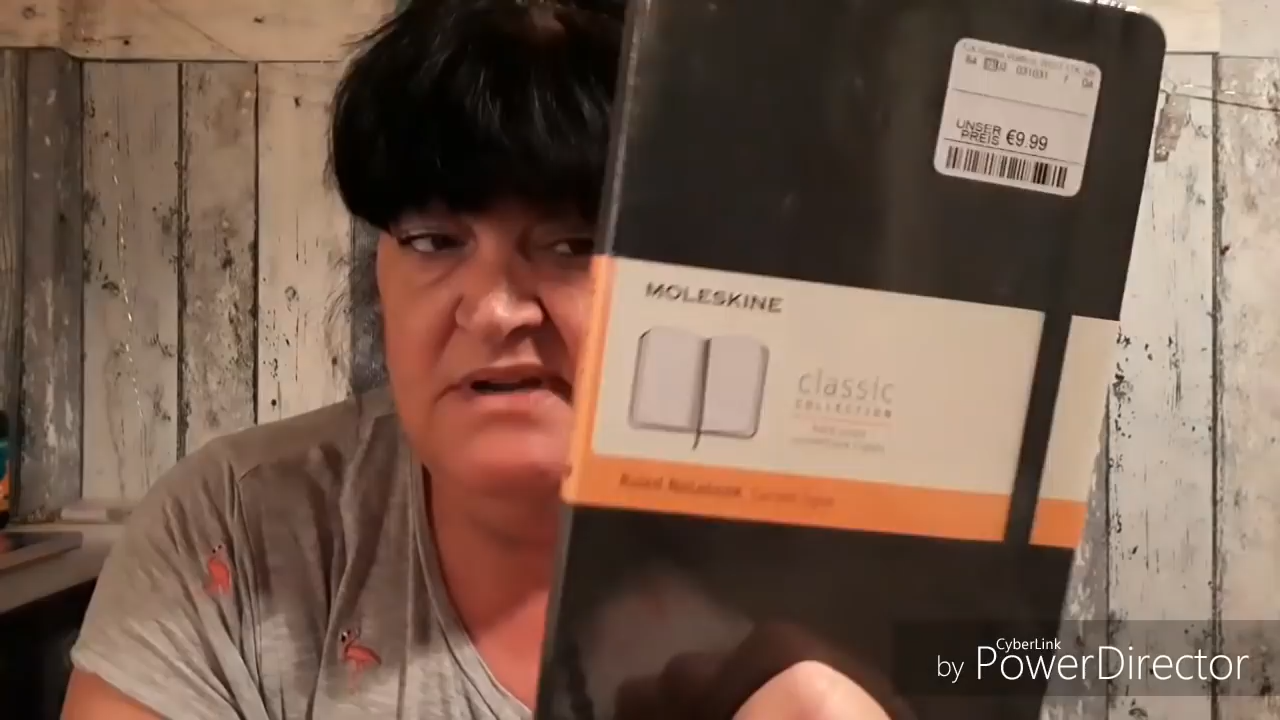 UNSER
PREIS €9.99
MOLESKINE
classic
COLLECTION
Ruled Notebook
CyberLink
by PowerDirector